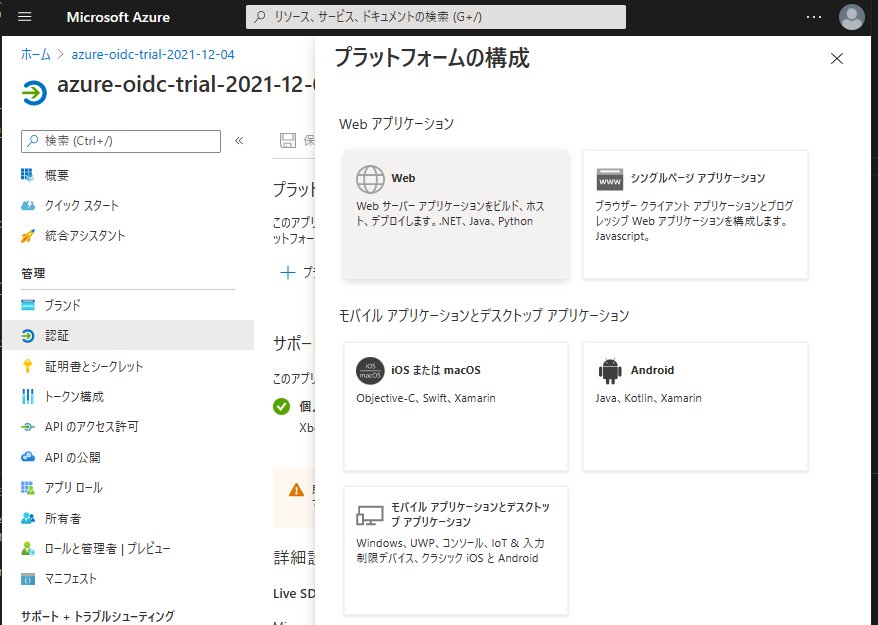 Microsoft Azure
リソース、サービス、ドキュメントの検索 (G+/)
ホーム > azure-oidc-trial-2021-12-04
azure-oidc-trial-2021-12-
検索 (Ctrl+/)
«
概要
クイック スタート
統合アシスタント
管理
ブランド
認証
証明書とシークレット
トークン構成
API のアクセス許可
API の公開
アプリ ロール
所有者
ロールと管理者 | プレビュー
マニフェスト
サポート + トラブルシューティング
保
プラット
このアプリ
ットフォー
サポー
このアプリ
個
Xb
詳細
Live SD
プラットフォームの構成
Web アプリケーション
Web
Web サーバー アプリケーションをビルド、ホス
ト、デプロイします。.NET、Java、Python
www
シングルページ アプリケーション
ブラウザー クライアント アプリケーションとプログ
レッシブ Web アプリケーションを構成します。
Javascript。
モバイル アプリケーションとデスクトップ アプリケーション
iOS
macOS
iOS または macOS
Objective-C、Swift、Xamarin
Android
Java、Kotlin、Xamarin
モバイル アプリケーションとデスクトッ
プ アプリケーション
Windows、UWP、コンソール、IoT & 入力
制限デバイス、クラシック iOS と Android